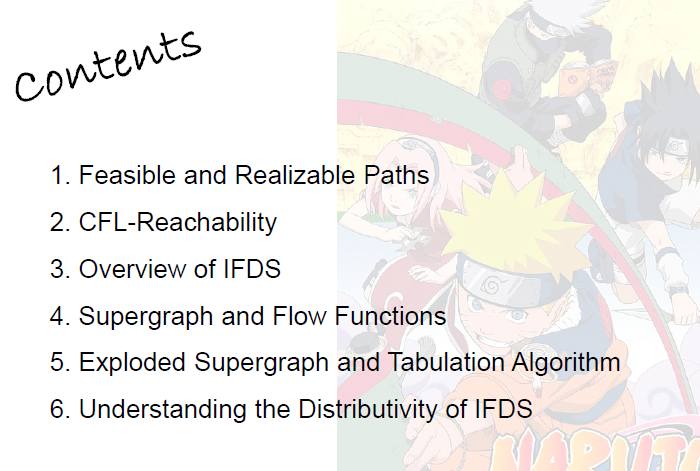 Contents
1. Feasible and Realizable Paths
2. CFL-Reachability
3. Overview of IFDS
4. Supergraph and Flow Functions
5. Exploded Supergraph and Tabulation Algorithm
6. Understanding the Distributivity of IFDS
NARUTO